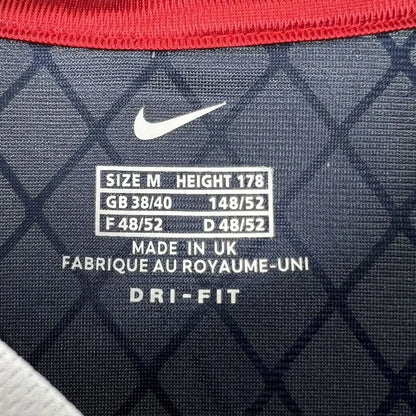 SIZE M HEIGHT 178
GB 38/40 148/52
F 48/52 D 48/52
MADE IN UK
FABRIQUE AU ROYAUME-UNI
DRI-FIT